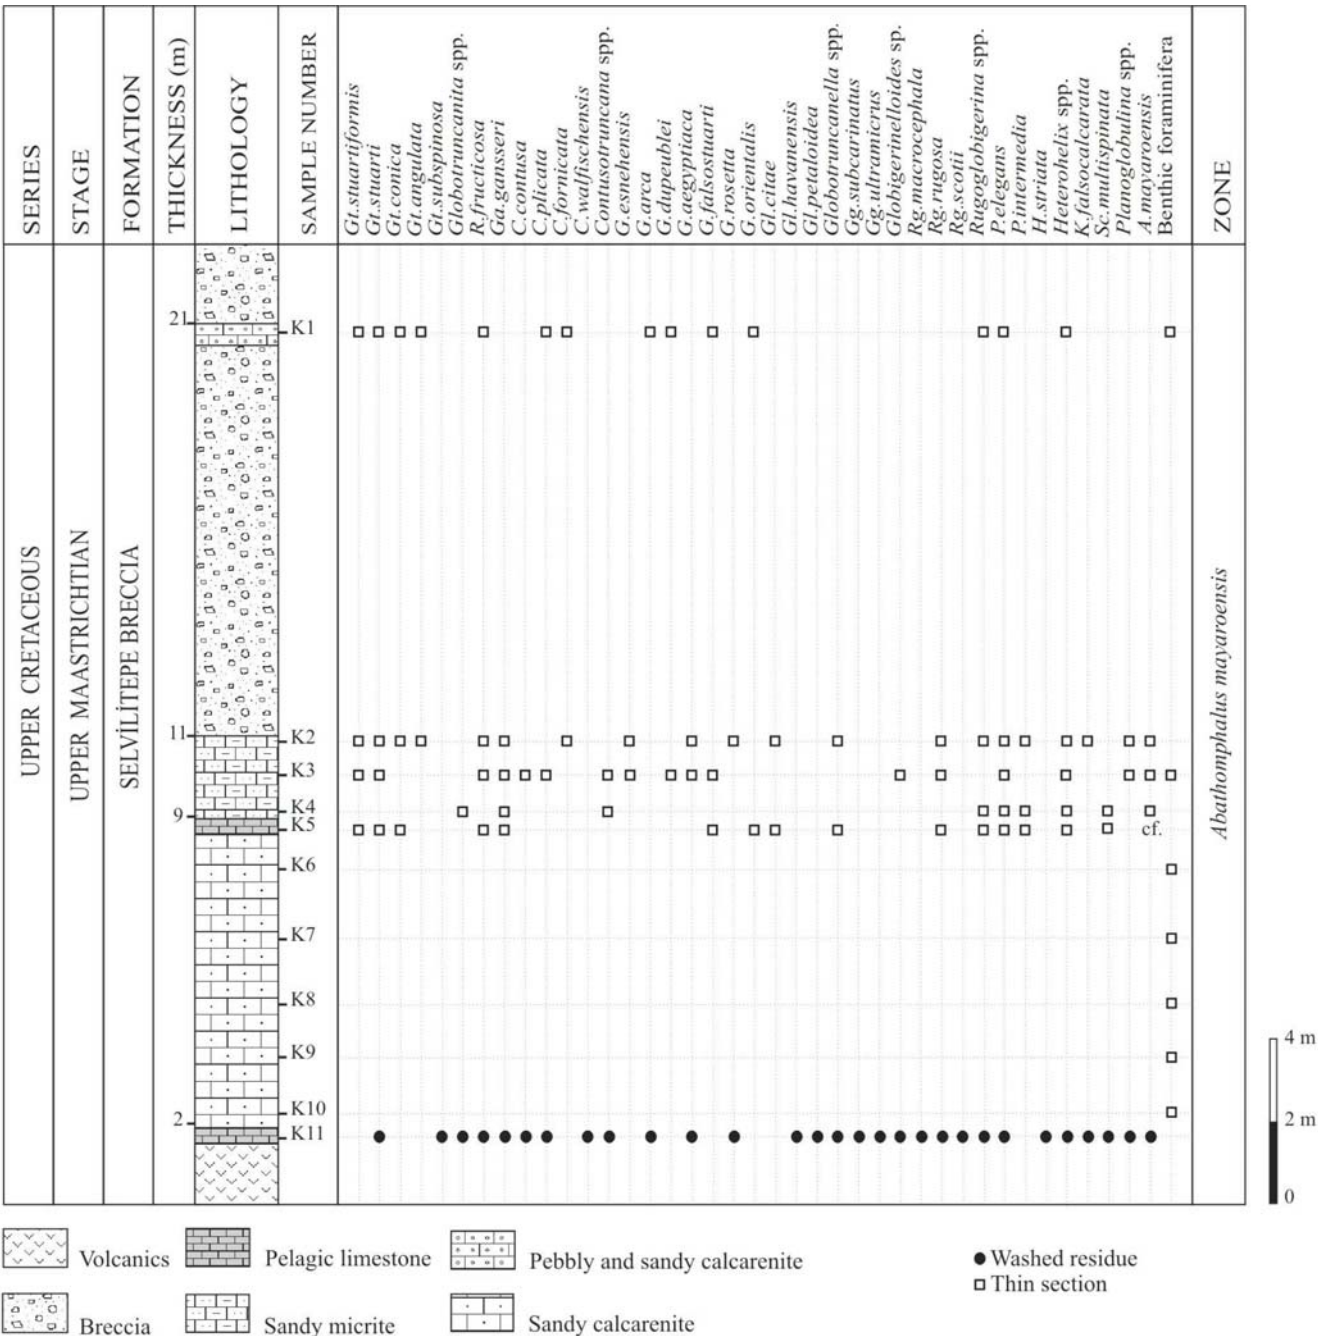 SERIES
STAGE
FORMATION
THICKNESS (m)
LITHOLOGY
SAMPLE NUMBER
Gt.stuartiformis
Gt.stuarti
Gt.conica
Gt.angulata
Gt.subspinosa
Globotruncanita spp.
R.fructicosa
Ga.gansseri
C.contusa
C.plicata
C.fornicata
C.walfischensis
Contusotruncana spp.
G.esnehensis
G.arca
G.dupeublei
G.aegyptiaca
G.falsostuarti
G.rosetta
G.orientalis
Gl.citae
Gl.havanensis
Gl.petaloidea
Globotruncanella spp.
Gg.subcarinatus
Gg.ultramicrus
Globigerinelloides sp.
Rg.macrocephala
Rg.rugosa
Rg.scotii
Rugoglobigerina spp.
P.elegans
P.intermedia
H.striata
Heterohelix spp.
K.falsocalcarata
Sc.multispinata
Planoglobulina spp.
A.mayaroensis
Benthic foraminifera
ZONE
UPPER CRETACEOUS
UPPER MAASTRICHTIAN
SELVİLİTEPE BRECCIA
21
11
9
2
K1
K2
K3
K4
K5
cf.
K6
K7
K8
K9
K10
K11
Abathomphalus mayaroensis
4 m
2 m
0
Volcanics
Pelagic limestone
Pebbly and sandy calcarenite
Washed residue
Thin section
Breccia
Sandy micrite
Sandy calcarenite